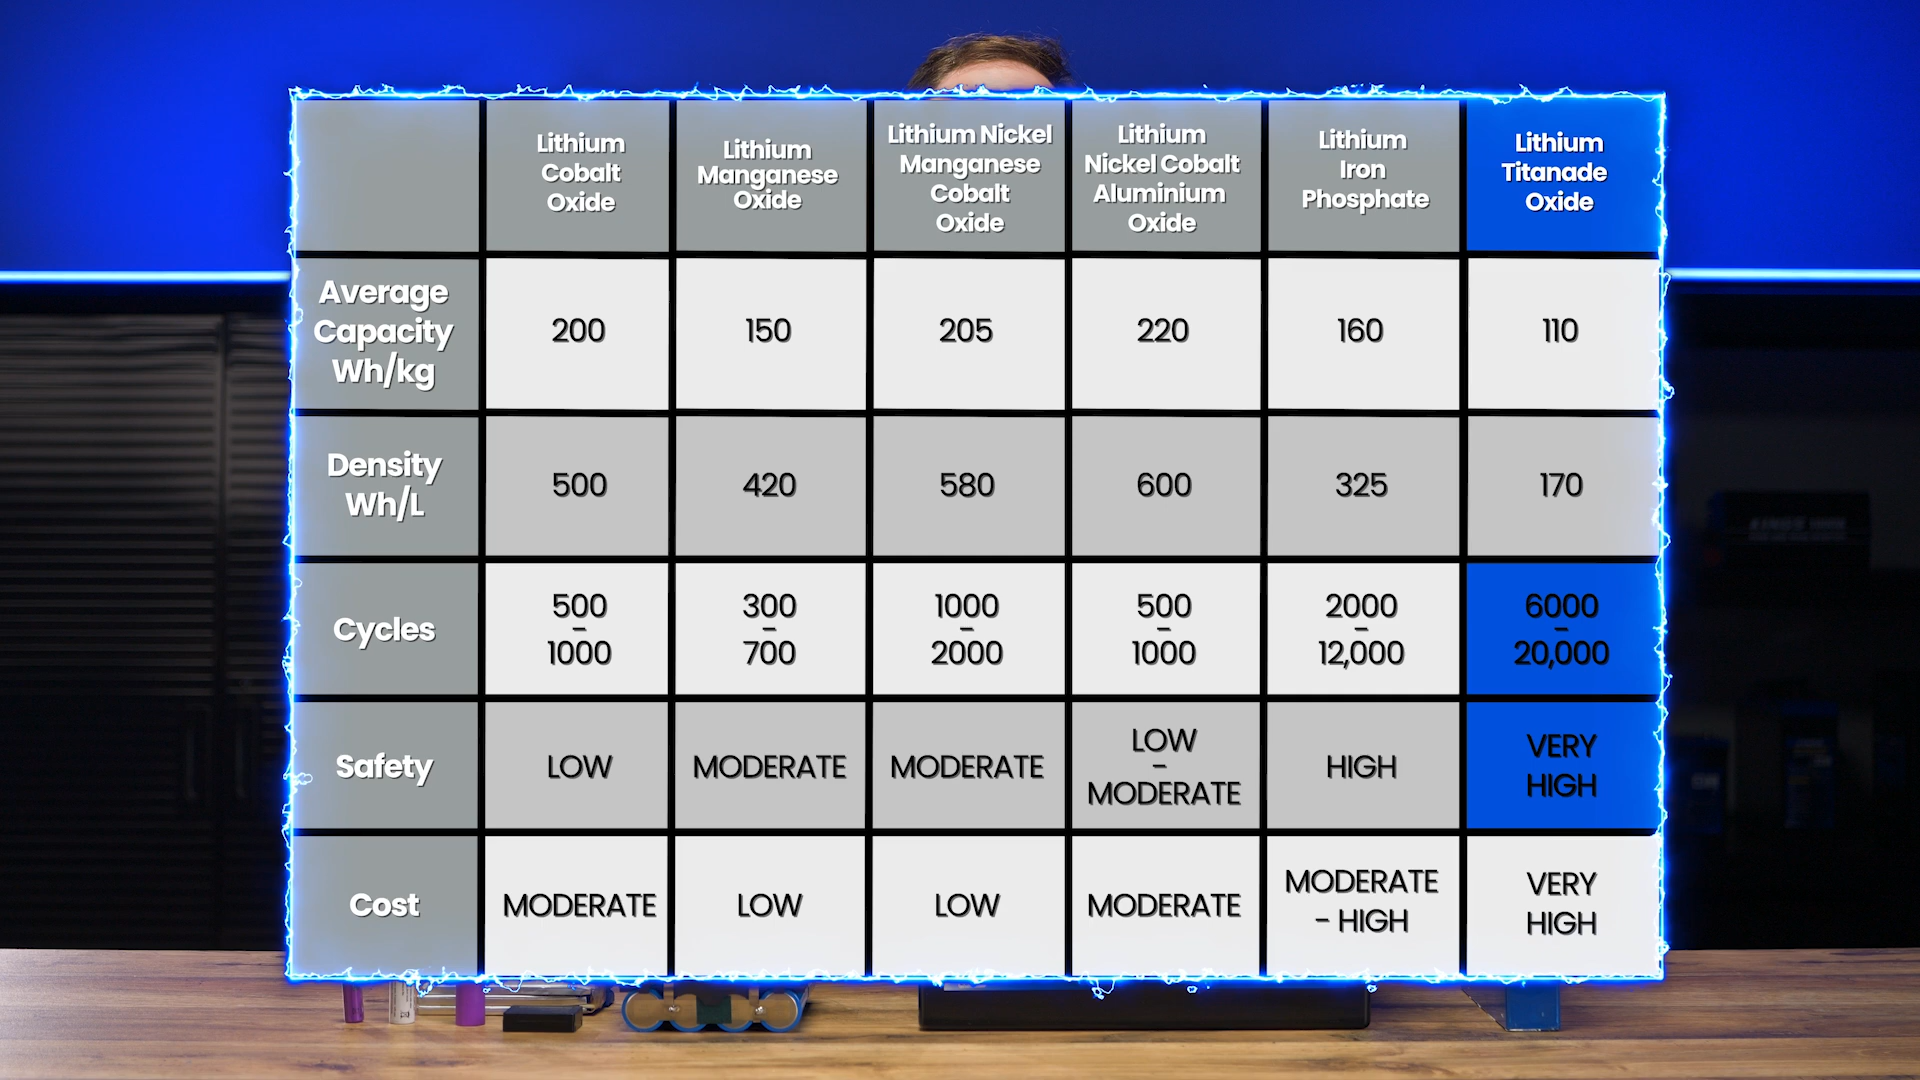 Lithium
Cobalt
Oxide
Lithium
Manganese
Oxide
Lithium Nickel
Manganese
Cobalt
Oxide
Lithium
Nickel Cobalt
Aluminium
Oxide
Lithium
Iron
Phosphate
Lithium
Titanade
Oxide
Average
Capacity
Wh/kg
200
150
205
220
160
110
Density
Wh/L
500
420
580
600
325
170
Cycles
500
–
1000
300
–
700
1000
–
2000
500
–
1000
2000
–
12,000
6000
–
20,000
Safety
LOW
MODERATE
MODERATE
LOW
–
MODERATE
HIGH
VERY
HIGH
Cost
MODERATE
LOW
LOW
MODERATE
MODERATE
- HIGH
VERY
HIGH